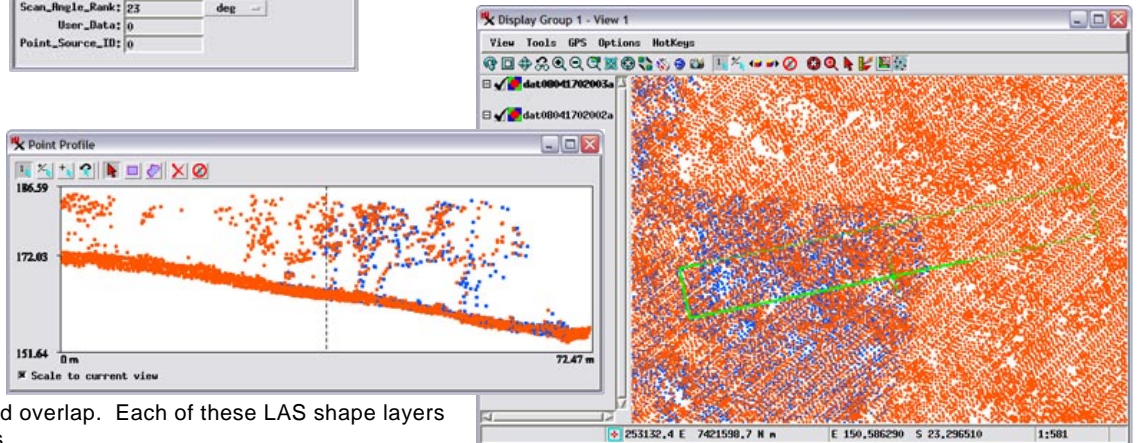 Scan_Angle_Rank: 23 deg
User_Data: 0
Point_Source_ID: 0
Display Group 1 - View 1
View Tools GPS Options HotKeys
dat08041702003a
dat08041702002a
Point Profile
186.59
172.03
151.64
0 m
72.47 m
Scale to current view
d overlap. Each of these LAS shape layers
253132.4 E 7421598.7 N m
E 150.586290 S 23.296510
1:581